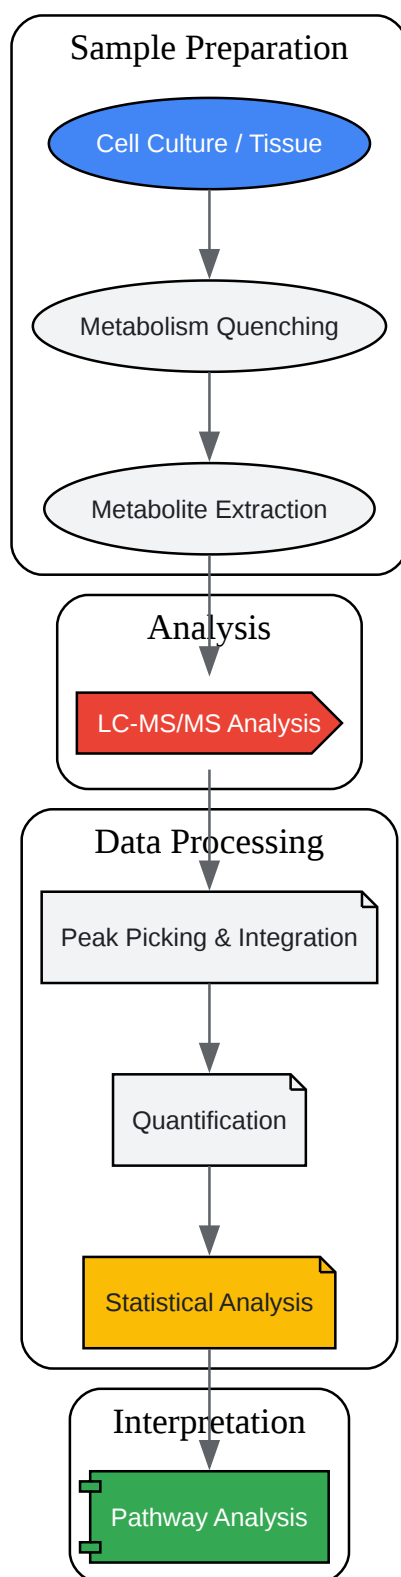 Sample Preparation
Cell Culture / Tissue
Metabolism Quenching
Metabolite Extraction
Analysis
LC-MS/MS Analysis
Data Processing
Peak Picking & Integration
Quantification
Statistical Analysis
Interpretation
Pathway Analysis